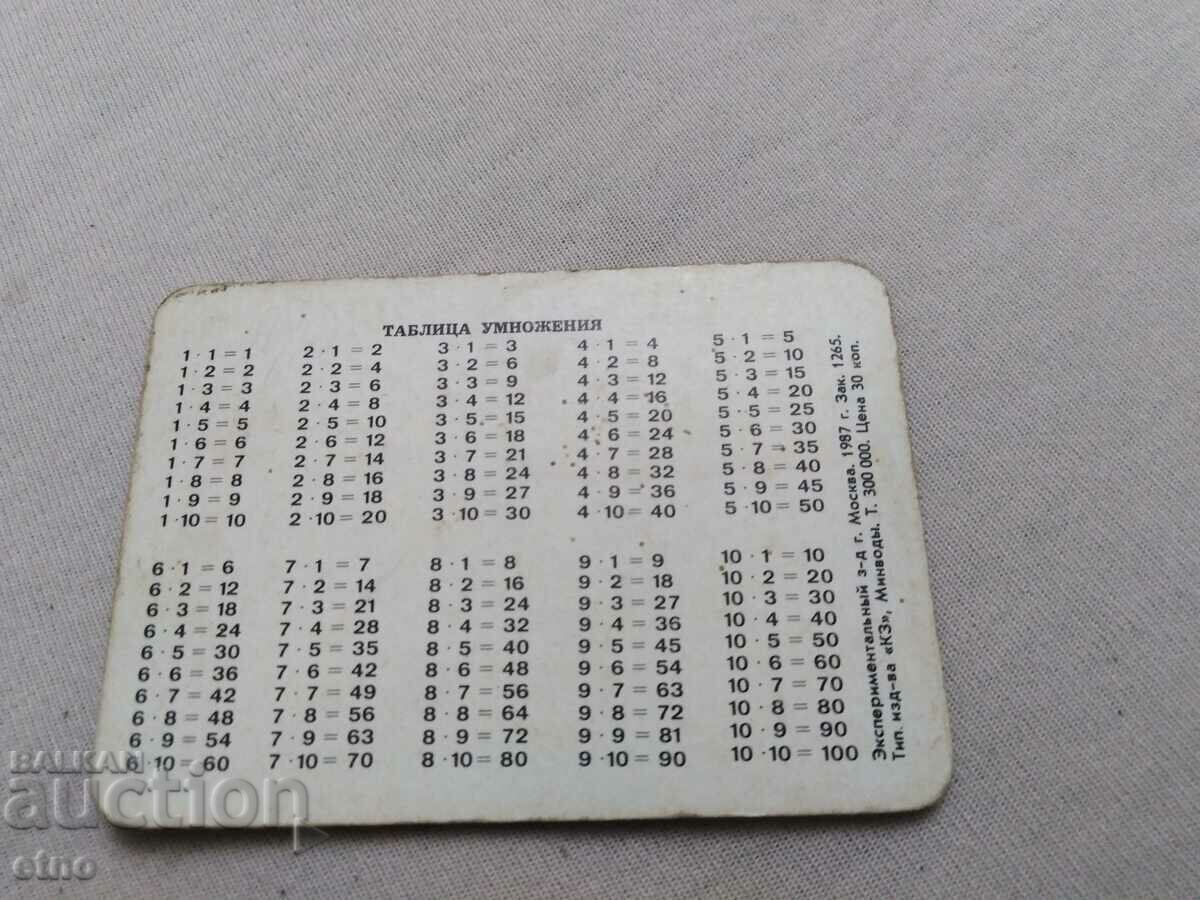 ТАБЛИЦА УМНОЖЕНИЯ
1 · 1 = 1
1 · 2 = 2
1 · 3 = 3
1 · 4 = 4
1 · 5 = 5
1 · 6 = 6
1 · 7 = 7
1 · 8 = 8
1 · 9 = 9
1 · 10 = 10
2 · 1 = 2
2 · 2 = 4
2 · 3 = 6
2 · 4 = 8
2 · 5 = 10
2 · 6 = 12
2 · 7 = 14
2 · 8 = 16
2 · 9 = 18
2 · 10 = 20
3 · 1 = 3
3 · 2 = 6
3 · 3 = 9
3 · 4 = 12
3 · 5 = 15
3 · 6 = 18
3 · 7 = 21
3 · 8 = 24
3 · 9 = 27
3 · 10 = 30
4 · 1 = 4
4 · 2 = 8
4 · 3 = 12
4 · 4 = 16
4 · 5 = 20
4 · 6 = 24
4 · 7 = 28
4 · 8 = 32
4 · 9 = 36
4 · 10 = 40
5 · 1 = 5
5 · 2 = 10
5 · 3 = 15
5 · 4 = 20
5 · 5 = 25
5 · 6 = 30
5 · 7 = 35
5 · 8 = 40
5 · 9 = 45
5 · 10 = 50
6 · 1 = 6
6 · 2 = 12
6 · 3 = 18
6 · 4 = 24
6 · 5 = 30
6 · 6 = 36
6 · 7 = 42
6 · 8 = 48
6 · 9 = 54
6 · 10 = 60
7 · 1 = 7
7 · 2 = 14
7 · 3 = 21
7 · 4 = 28
7 · 5 = 35
7 · 6 = 42
7 · 7 = 49
7 · 8 = 56
7 · 9 = 63
7 · 10 = 70
8 · 1 = 8
8 · 2 = 16
8 · 3 = 24
8 · 4 = 32
8 · 5 = 40
8 · 6 = 48
8 · 7 = 56
8 · 8 = 64
8 · 9 = 72
8 · 10 = 80
9 · 1 = 9
9 · 2 = 18
9 · 3 = 27
9 · 4 = 36
9 · 5 = 45
9 · 6 = 54
9 · 7 = 63
9 · 8 = 72
9 · 9 = 81
9 · 10 = 90
10 · 1 = 10
10 · 2 = 20
10 · 3 = 30
10 · 4 = 40
10 · 5 = 50
10 · 6 = 60
10 · 7 = 70
10 · 8 = 80
10 · 9 = 90
10 · 10 = 100
Экспериментальный з-д г. Москва. 1987 г. Зак. 1265.
Тип. изд-ва «КЗ», Минводы. Т. 300 000. Цена 30 коп.
BALKAN
auction
etno